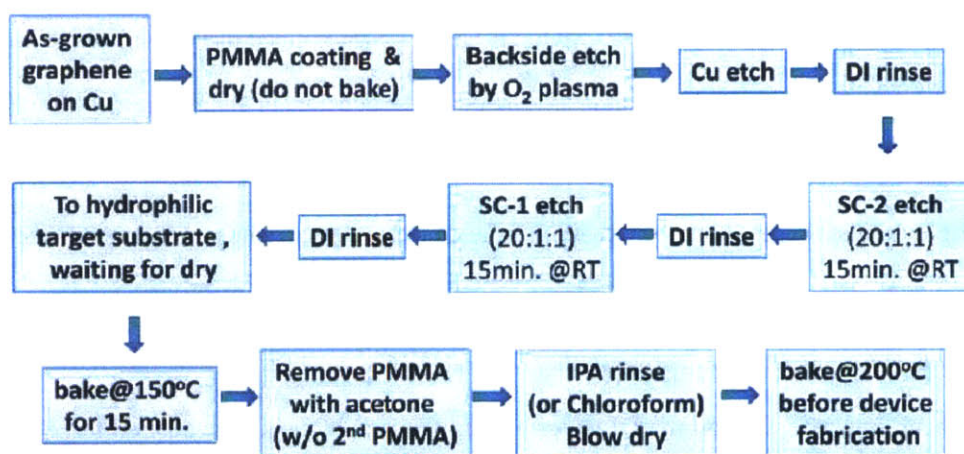 As-grown
graphene
on Cu
PMMA coating &
dry (do not bake)
Backside etch
by O₂ plasma
Cu etch
DI rinse
SC-2 etch
(20:1:1)
15min. @RT
DI rinse
SC-1 etch
(20:1:1)
15min. @RT
DI rinse
To hydrophilic
target substrate ,
waiting for dry
bake@150°C
for 15 min.
Remove PMMA
with acetone
(w/o 2ⁿᵈ PMMA)
IPA rinse
(or Chloroform)
Blow dry
bake@200°C
before device
fabrication